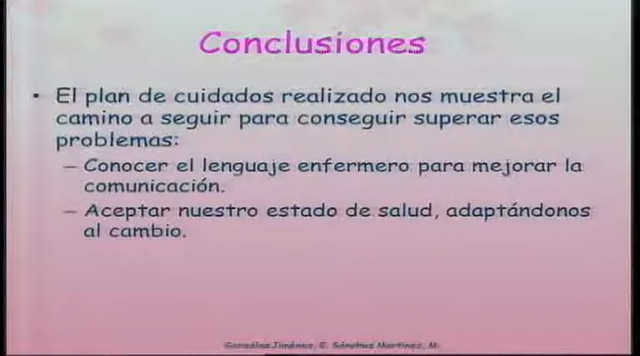 Conclusiones
• El plan de cuidados realizado nos muestra el
camino a seguir para conseguir superar esos
problemas:
– Conocer el lenguaje enfermero para mejorar la
comunicación.
– Aceptar nuestro estado de salud, adaptándonos
al cambio.
González Jiménez, E. Sánchez Martínez, M.